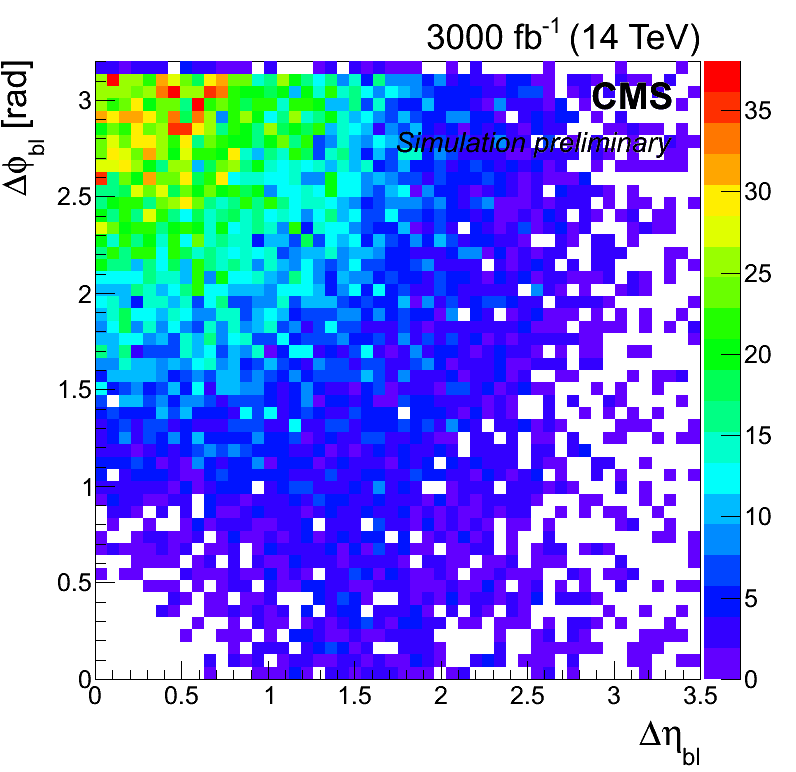 3000 fb⁻¹ (14 TeV)
CMS
Simulation preliminary
Δϕ_bl [rad]
3
2.5
2
1.5
1
0.5
0
0 0.5 1 1.5 2 2.5 3 3.5
Δη_bl
35
30
25
20
15
10
5
0